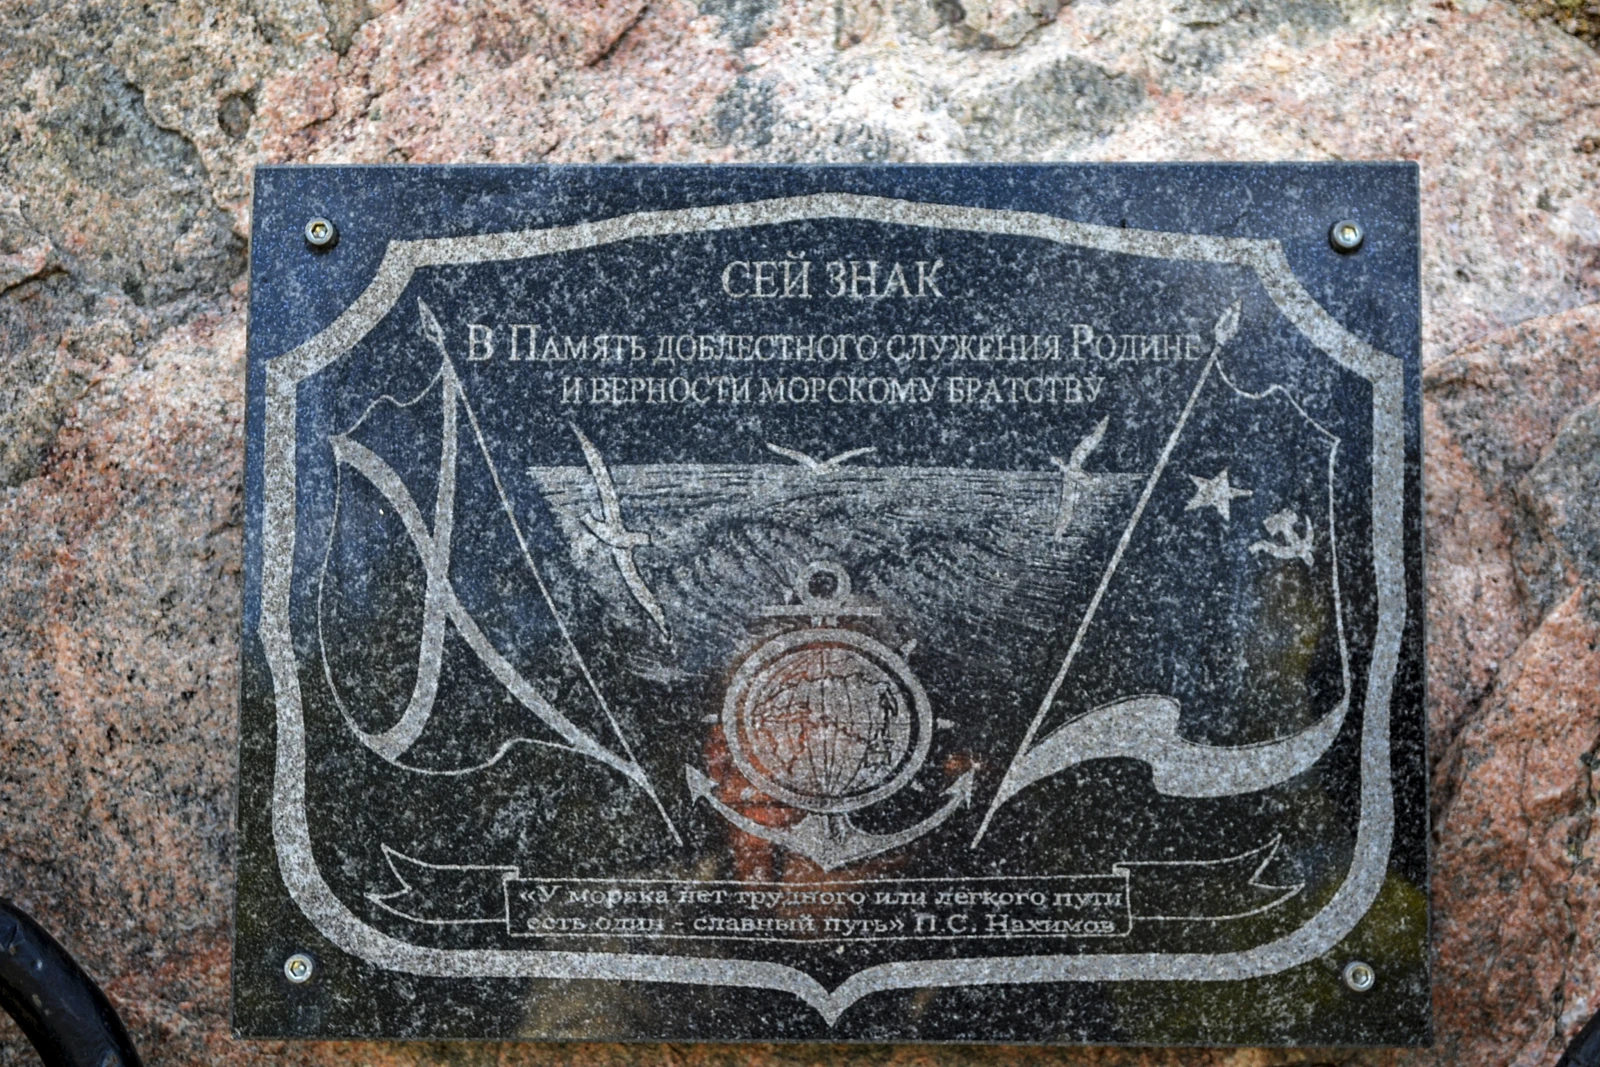 СЕЙ ЗНАК
В ПАМЯТЬ ДОБЛЕСТНОГО СЛУЖЕНИЯ РОДИНЕ
И ВЕРНОСТИ МОРСКОМУ БРАТСТВУ
«У моряка нет трудного или легкого пути
есть один - славный путь» П.С. Нахимов